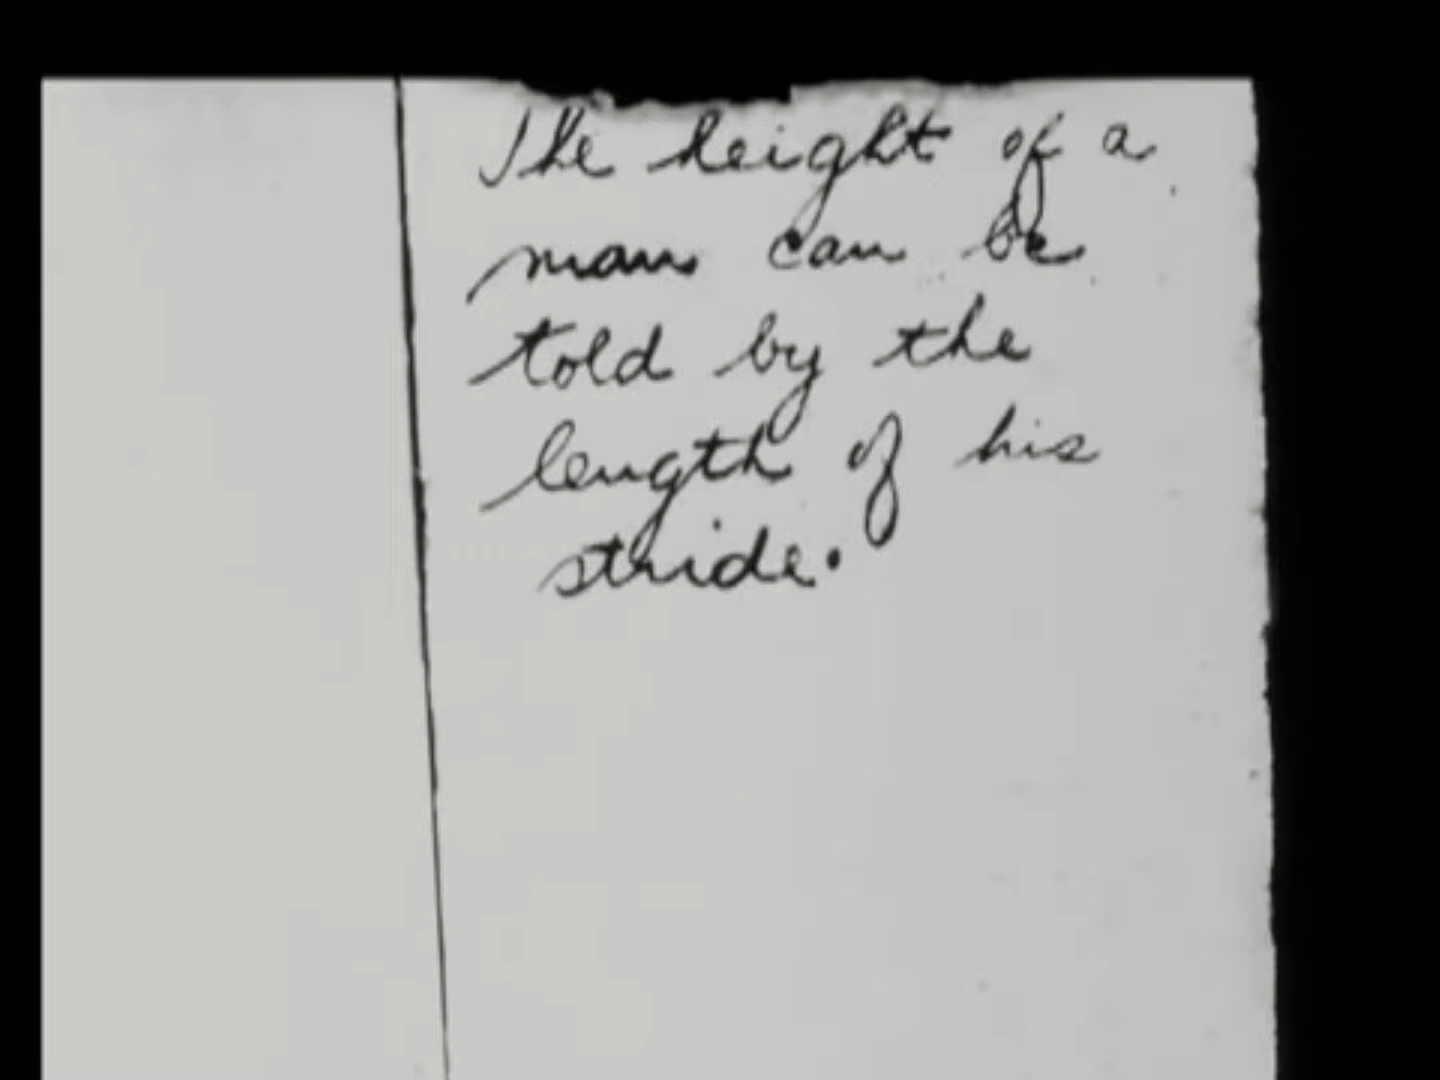 The height of a
man can be
told by the
length of his
stride.